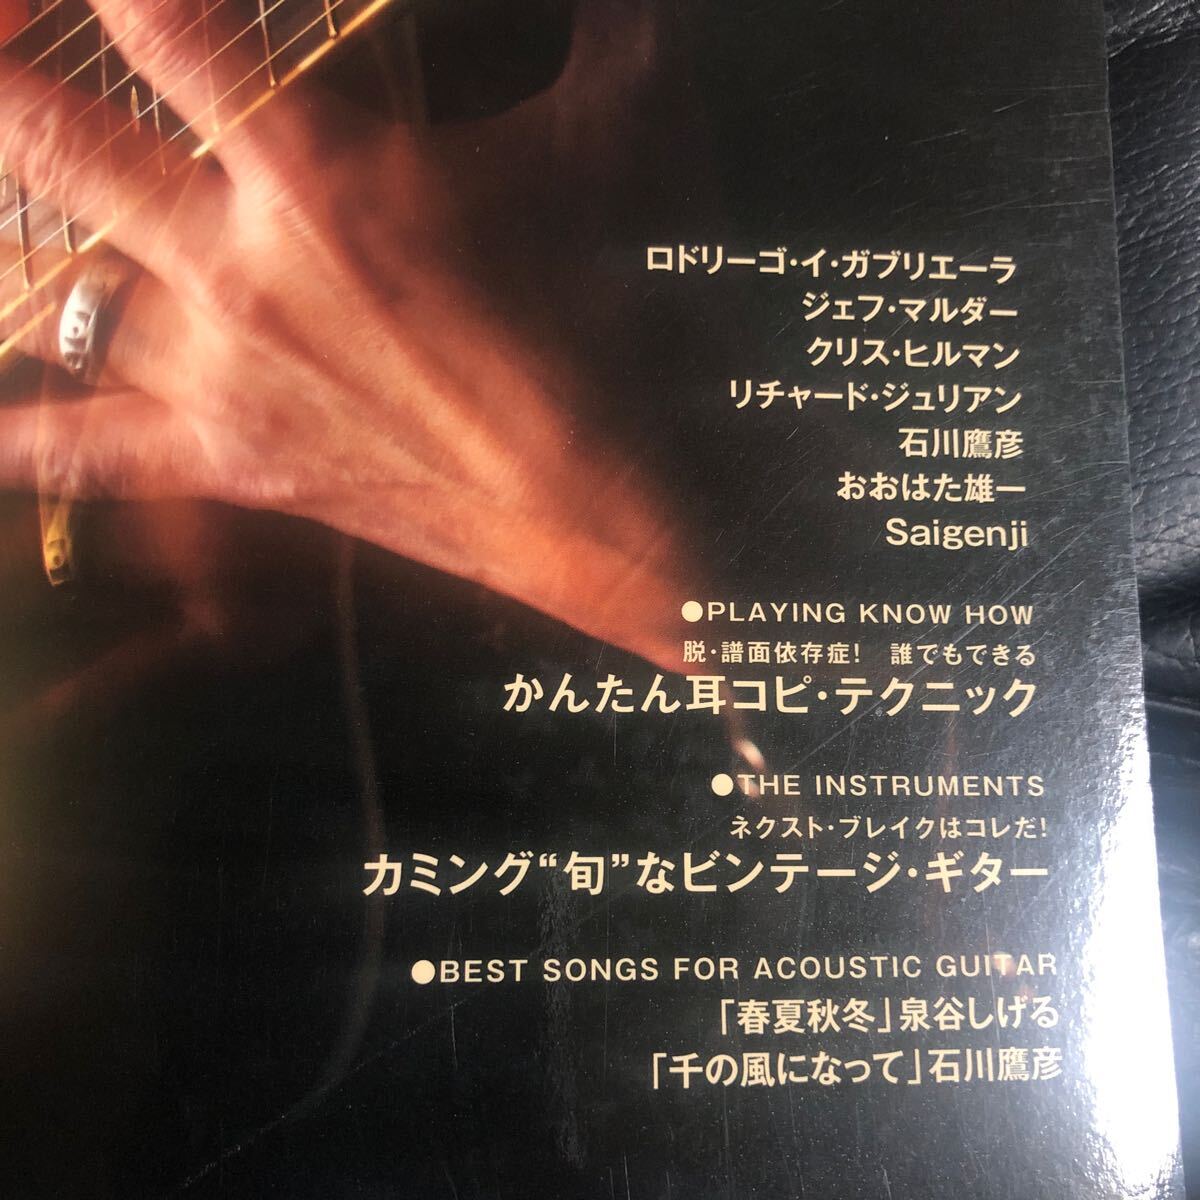 ロドリーゴ・イ・ガブリエーラ
ジェフ・マルダー
クリス・ヒルマン
リチャード・ジュリアン
石川鷹彦
おおはた雄一
Saigenji
●PLAYING KNOW HOW
脱・譜面依存症! 誰でもできる
かんたん耳コピ・テクニック
●THE INSTRUMENTS
ネクスト・ブレイクはコレだ!
カミング“旬”なビンテージ・ギター
●BEST SONGS FOR ACOUSTIC GUITAR
「春夏秋冬」泉谷しげる
「千の風になって」石川鷹彦